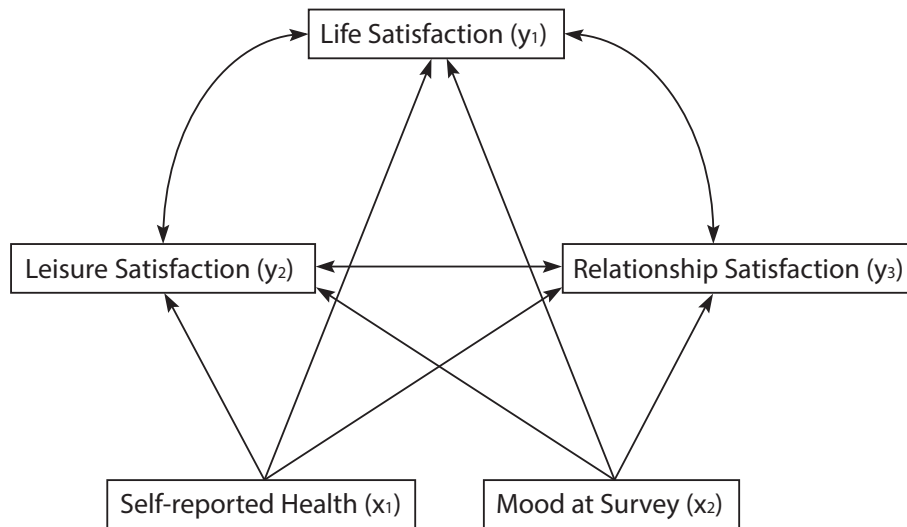 Life Satisfaction (y₁)
Leisure Satisfaction (y₂)
Relationship Satisfaction (y₃)
Self-reported Health (x₁)
Mood at Survey (x₂)